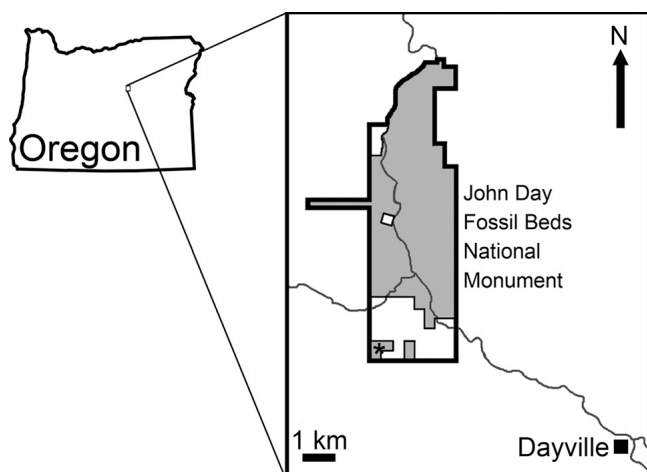 Oregon
N
John Day
Fossil Beds
National
Monument
*
1 km
Dayville